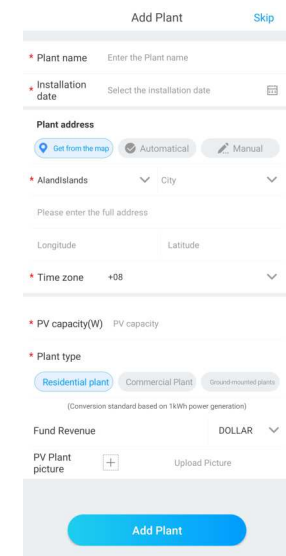 Add Plant Skip
* Plant name Enter the Plant name
* Installation date Select the installation date
Plant address
Get from the map Automatical Manual
* AlandIslands City
Please enter the full address
Longitude Latitude
* Time zone +08
* PV capacity(W) PV capacity
* Plant type
Residential plant Commercial Plant Ground-mounted plants
(Conversion standard based on 1kWh power generation)
Fund Revenue DOLLAR
PV Plant picture + Upload Picture
Add Plant